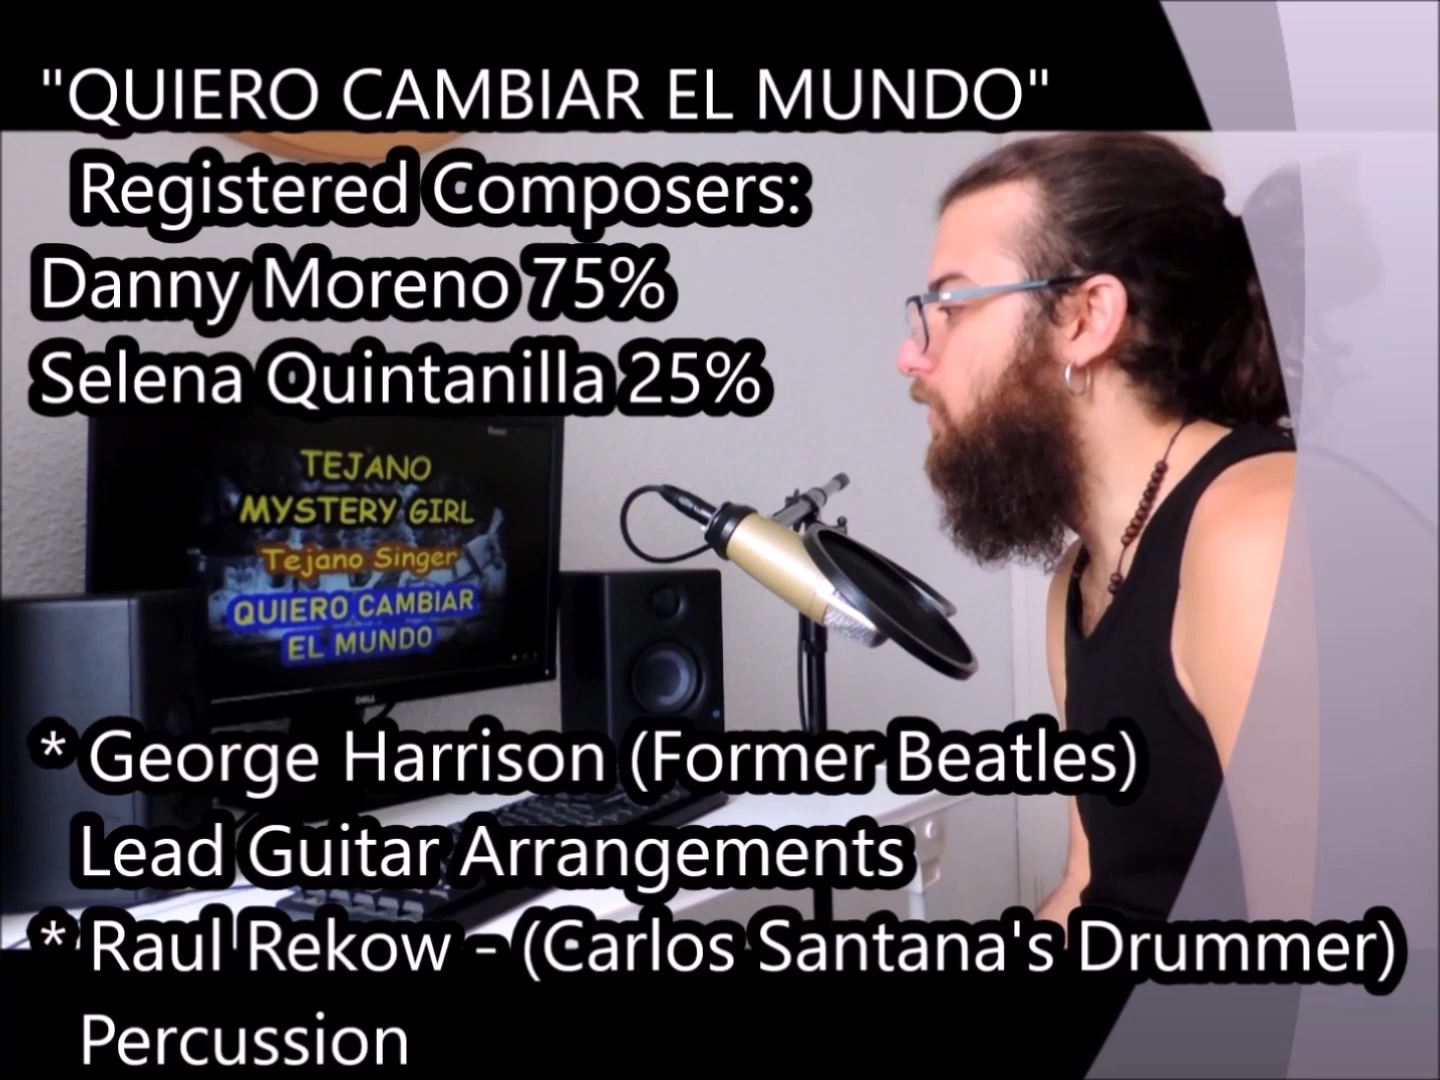 "QUIERO CAMBIAR EL MUNDO"
Registered Composers:
Danny Moreno 75%
Selena Quintanilla 25%
TEJANO
MYSTERY GIRL
Tejano Singer
QUIERO CAMBIAR
EL MUNDO
DELL
* George Harrison (Former Beatles)
Lead Guitar Arrangements
* Raul Rekow - (Carlos Santana's Drummer)
Percussion